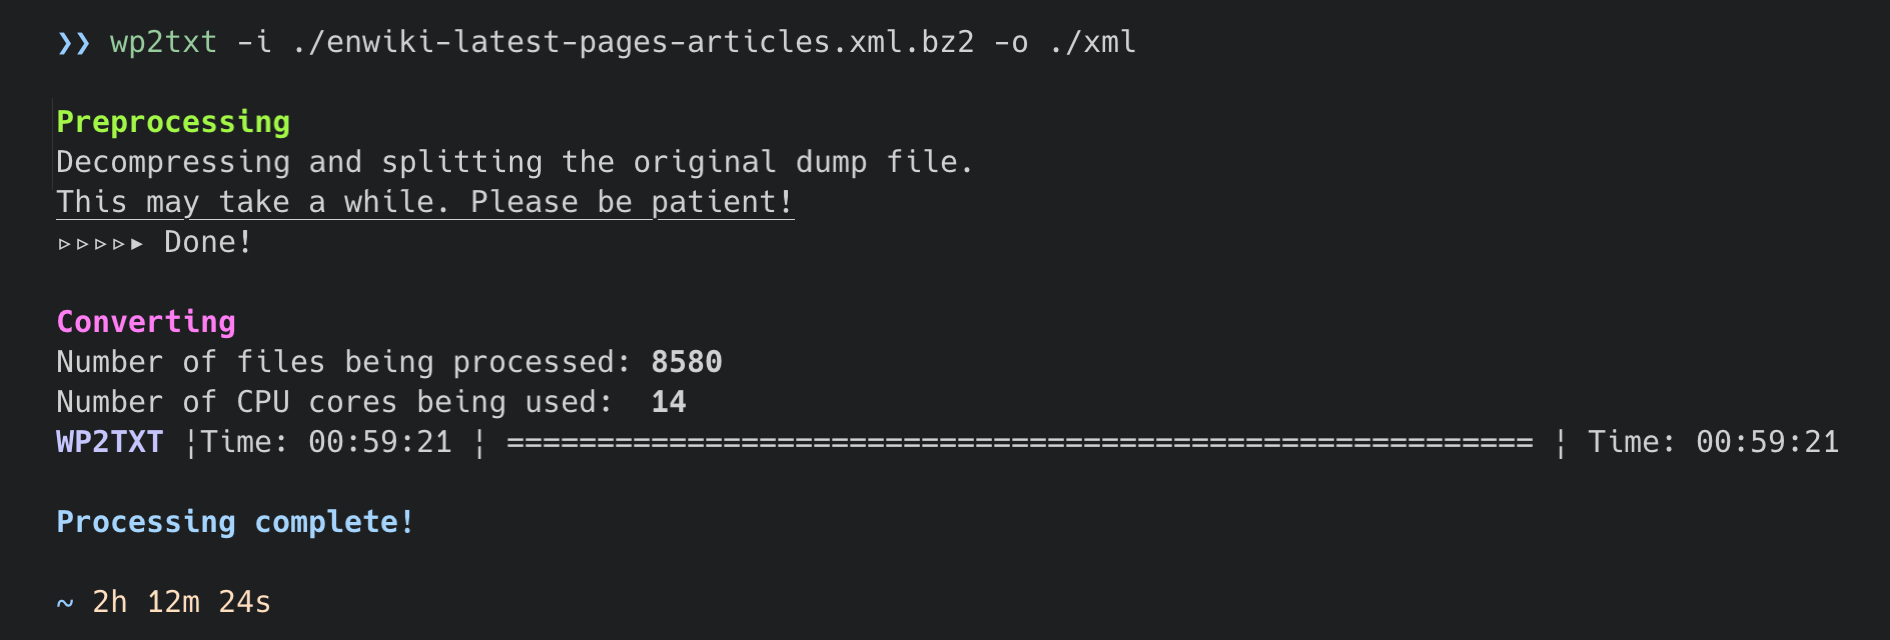 ❯❯ wp2txt -i ./enwiki-latest-pages-articles.xml.bz2 -o ./xml
Preprocessing
Decompressing and splitting the original dump file.
This may take a while. Please be patient!
▹▹▹▹▸ Done!
Converting
Number of files being processed: 8580
Number of CPU cores being used:  14
WP2TXT ¦Time: 00:59:21 ¦ ========================================================= ¦ Time: 00:59:21
Processing complete!
~ 2h 12m 24s